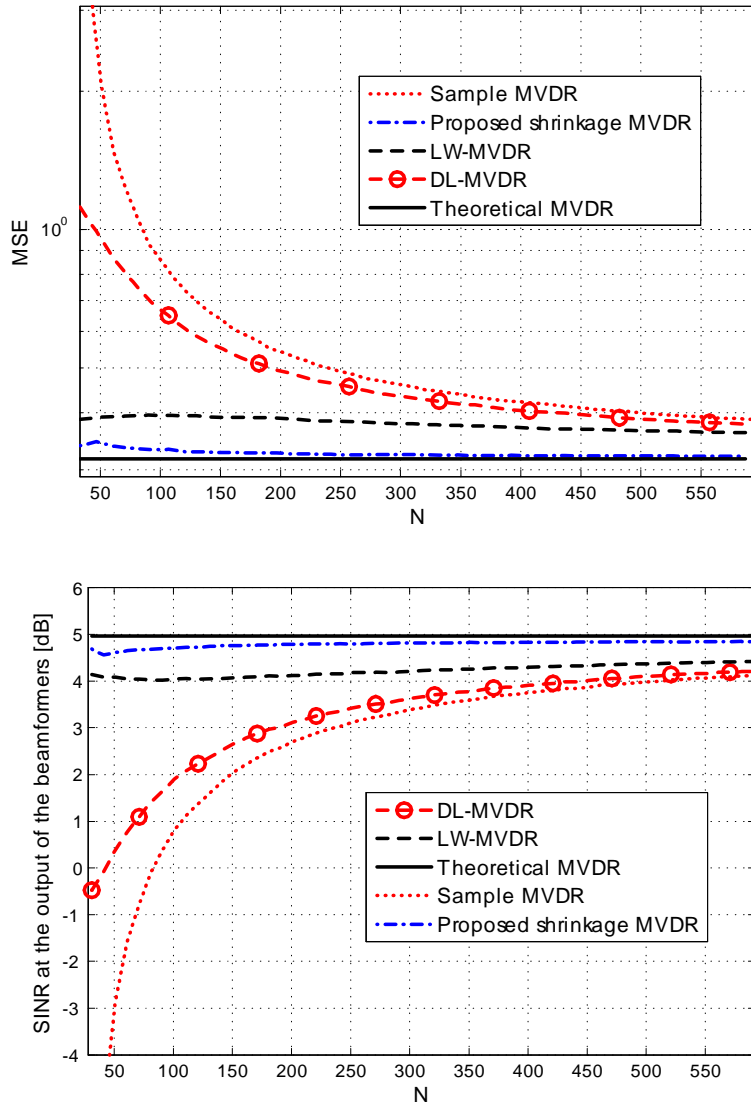 MSE
10^0
Sample MVDR
Proposed shrinkage MVDR
LW-MVDR
DL-MVDR
Theoretical MVDR
50 100 150 200 250 300 350 400 450 500 550
N
SINR at the output of the beamformers [dB]
6
5
4
3
2
1
0
-1
-2
-3
-4
DL-MVDR
LW-MVDR
Theoretical MVDR
Sample MVDR
Proposed shrinkage MVDR
50 100 150 200 250 300 350 400 450 500 550
N